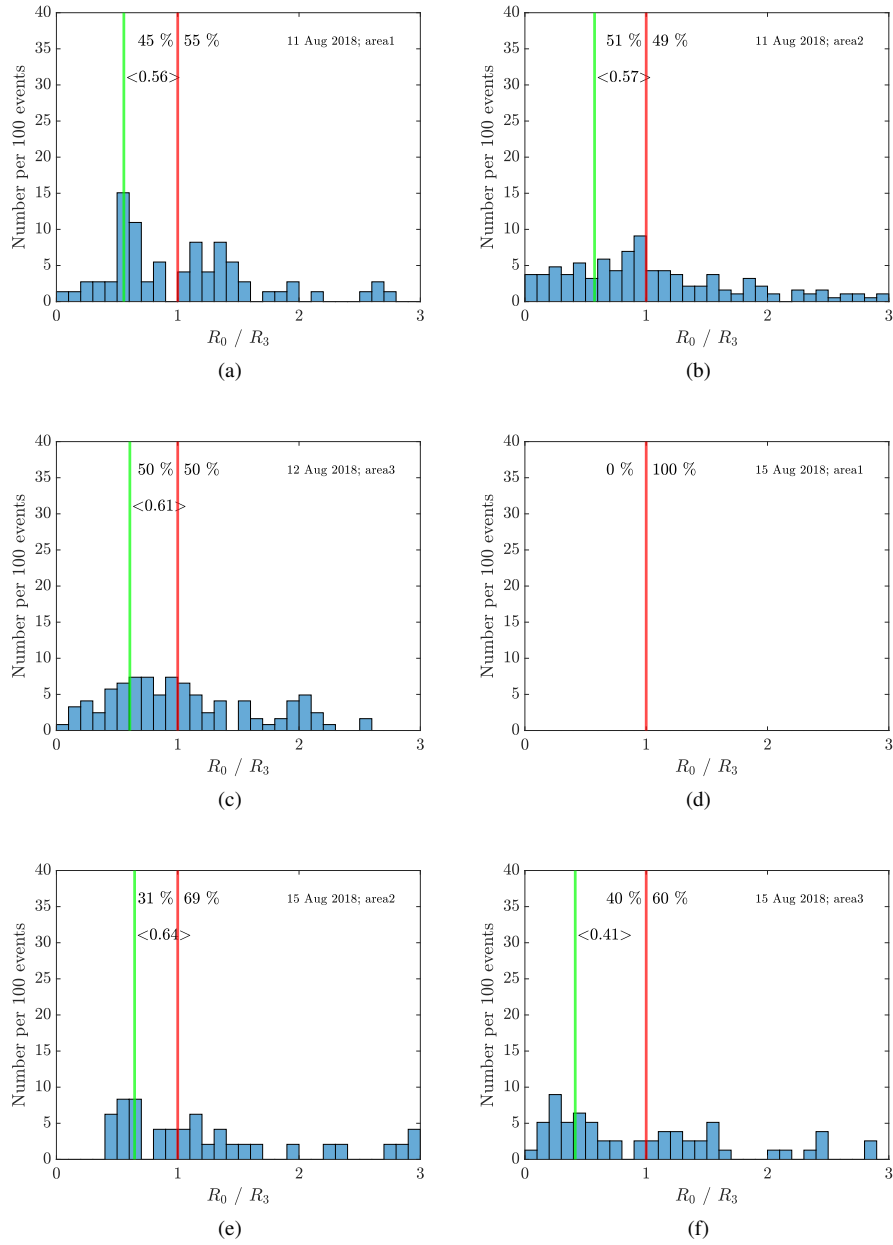 40
45 % 55 % 11 Aug 2018; area1
35
<0.56>
30
25
20
15
10
5
0
0 1 2 3
Number per 100 events
R₀ / R₃
(a)
40
51 % 49 % 11 Aug 2018; area2
35
<0.57>
30
25
20
15
10
5
0
0 1 2 3
Number per 100 events
R₀ / R₃
(b)
40
50 % 50 % 12 Aug 2018; area3
35
<0.61>
30
25
20
15
10
5
0
0 1 2 3
Number per 100 events
R₀ / R₃
(c)
40
0 % 100 % 15 Aug 2018; area1
35
30
25
20
15
10
5
0
0 1 2 3
Number per 100 events
R₀ / R₃
(d)
40
31 % 69 % 15 Aug 2018; area2
35
<0.64>
30
25
20
15
10
5
0
0 1 2 3
Number per 100 events
R₀ / R₃
(e)
40
40 % 60 % 15 Aug 2018; area3
35
<0.41>
30
25
20
15
10
5
0
0 1 2 3
Number per 100 events
R₀ / R₃
(f)